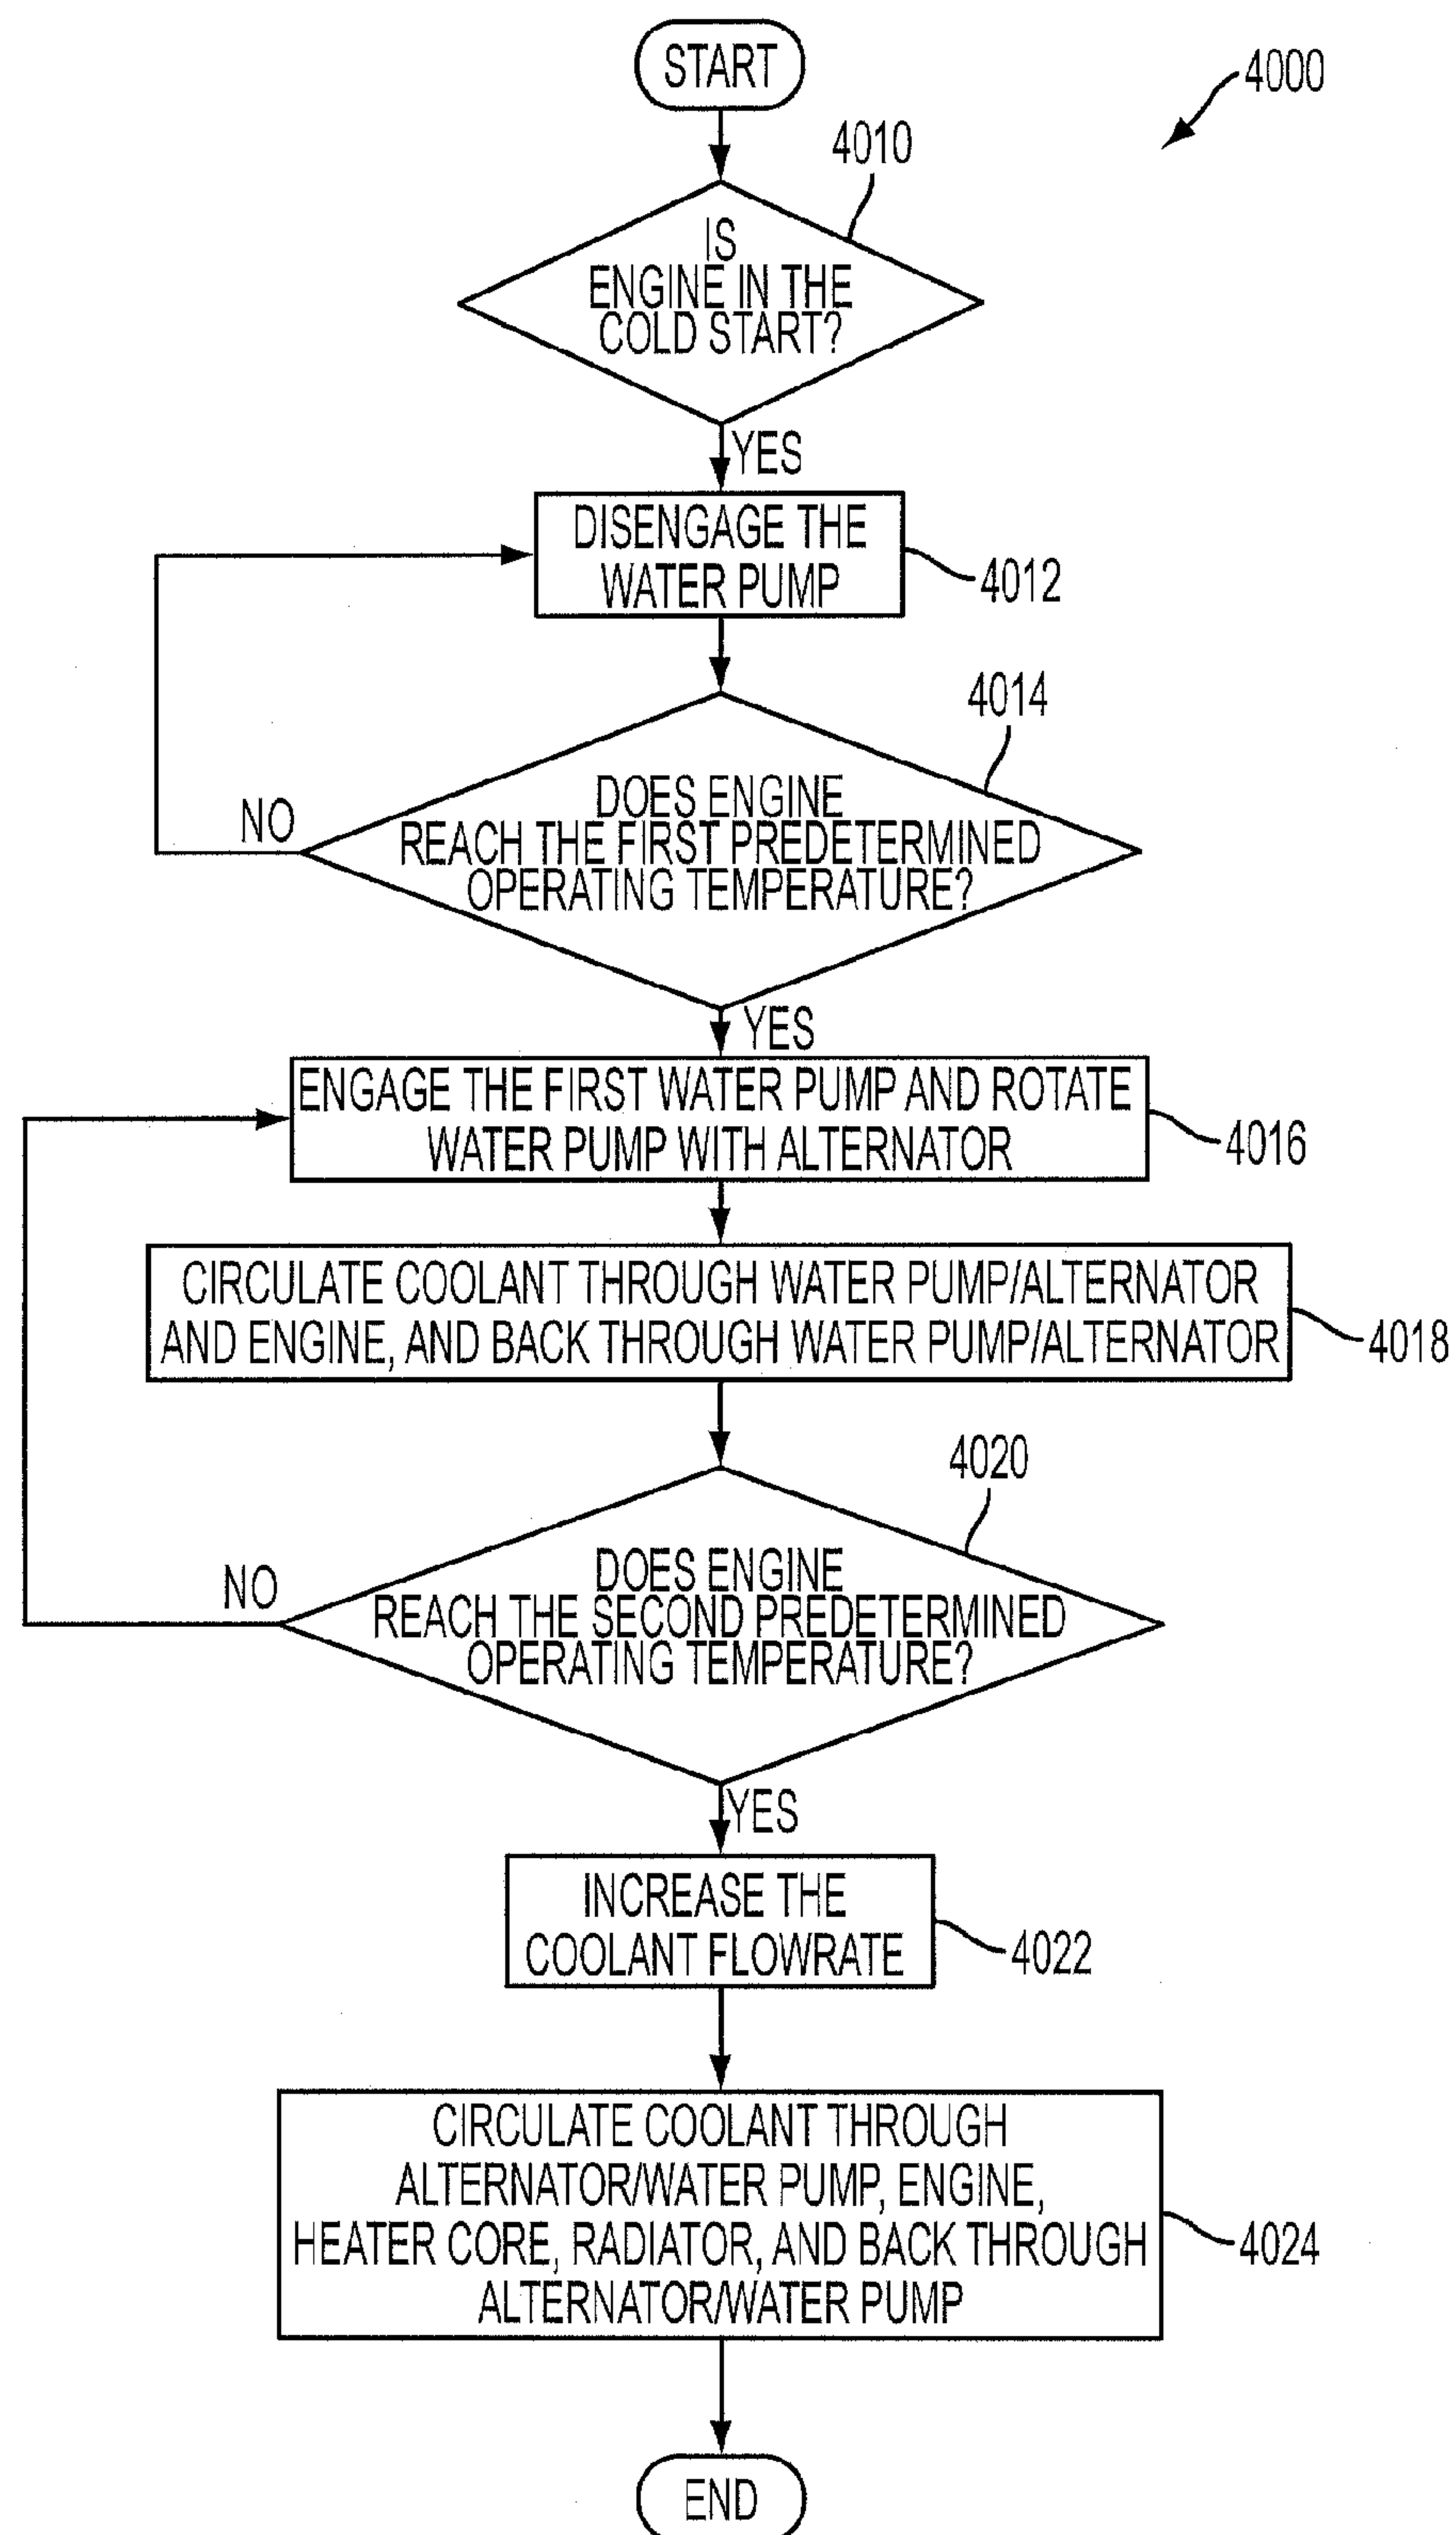 START
4000
4010
IS
ENGINE IN THE
COLD START?
YES
DISENGAGE THE
WATER PUMP
4012
4014
DOES ENGINE
REACH THE FIRST PREDETERMINED
OPERATING TEMPERATURE?
NO
YES
ENGAGE THE FIRST WATER PUMP AND ROTATE
WATER PUMP WITH ALTERNATOR
4016
CIRCULATE COOLANT THROUGH WATER PUMP/ALTERNATOR
AND ENGINE, AND BACK THROUGH WATER PUMP/ALTERNATOR
4018
4020
DOES ENGINE
REACH THE SECOND PREDETERMINED
OPERATING TEMPERATURE?
NO
YES
INCREASE THE
COOLANT FLOWRATE
4022
CIRCULATE COOLANT THROUGH
ALTERNATOR/WATER PUMP, ENGINE,
HEATER CORE, RADIATOR, AND BACK THROUGH
ALTERNATOR/WATER PUMP
4024
END